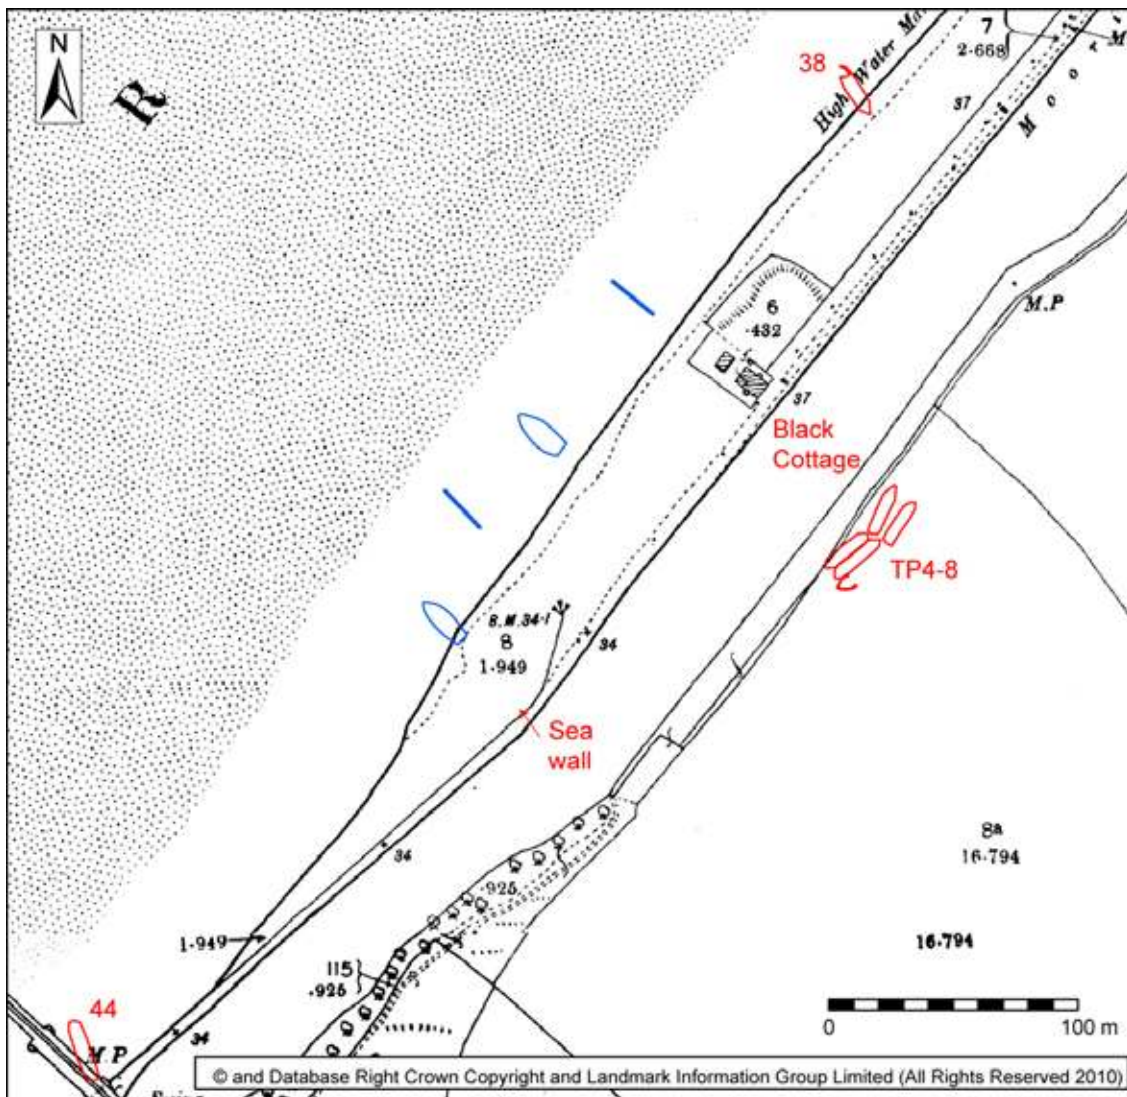 N
R
High Water
38
7
2·668
M
37
M o o r
6
·432
M.P
37
Black
Cottage
TP4-8
B.M.34·1
8
1·949
34
Sea
wall
34
8a
16.794
·925
16.794
1·949
115
·925
44
M.P
34
0
100 m
© and Database Right Crown Copyright and Landmark Information Group Limited (All Rights Reserved 2010)